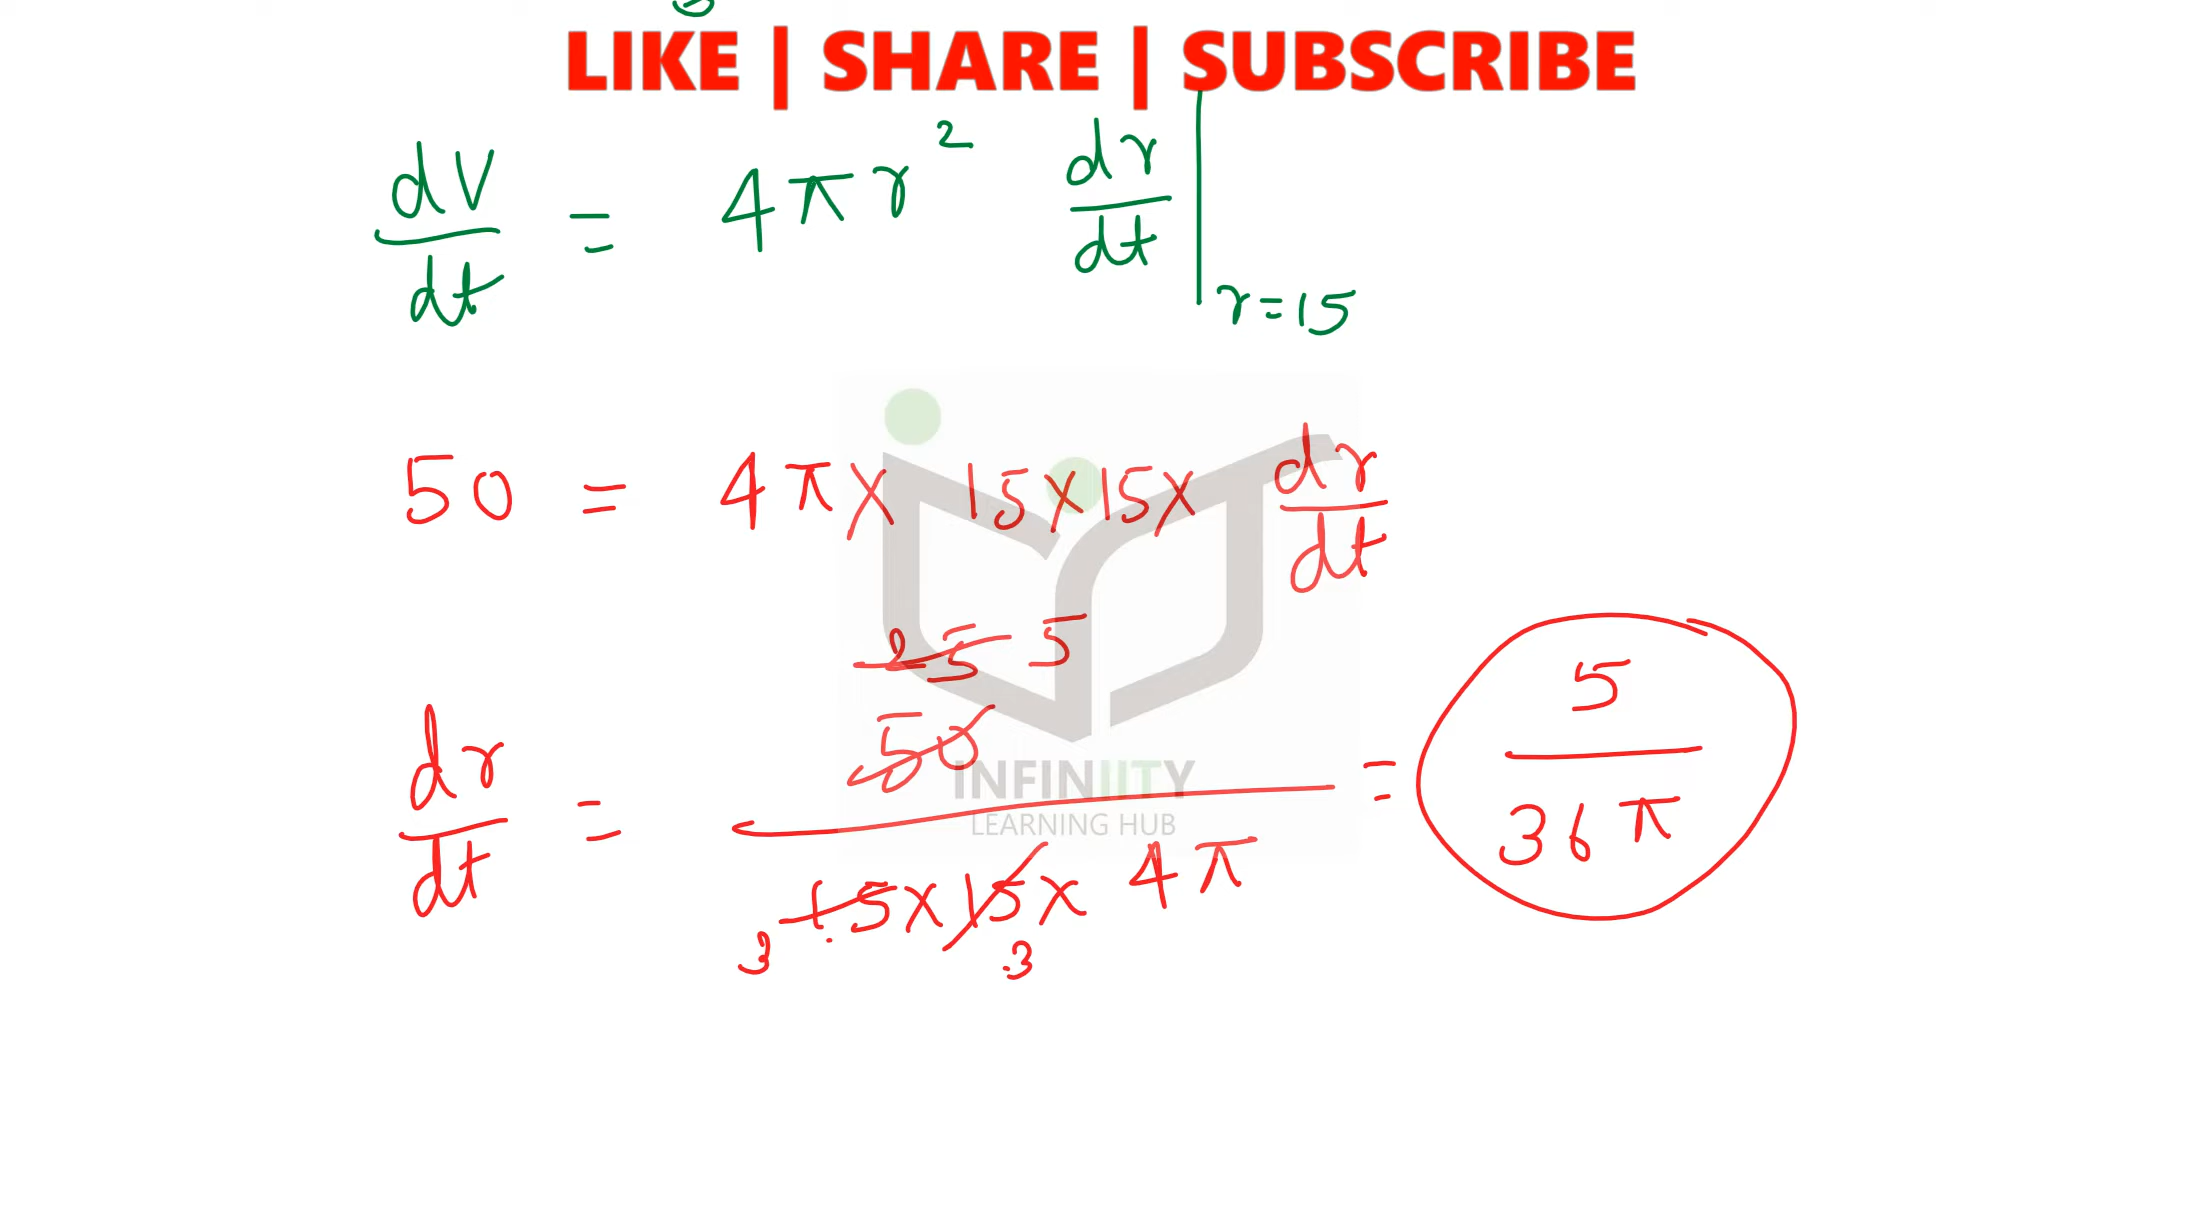 LIKE | SHARE | SUBSCRIBE
dV/dt = 4πr² dr/dt | r=15
50 = 4π × 15×15× dr/dt
25 5
50
dr/dt = ――― = 5/36π
15×15× 4π
3 3
INFINIITY
LEARNING HUB